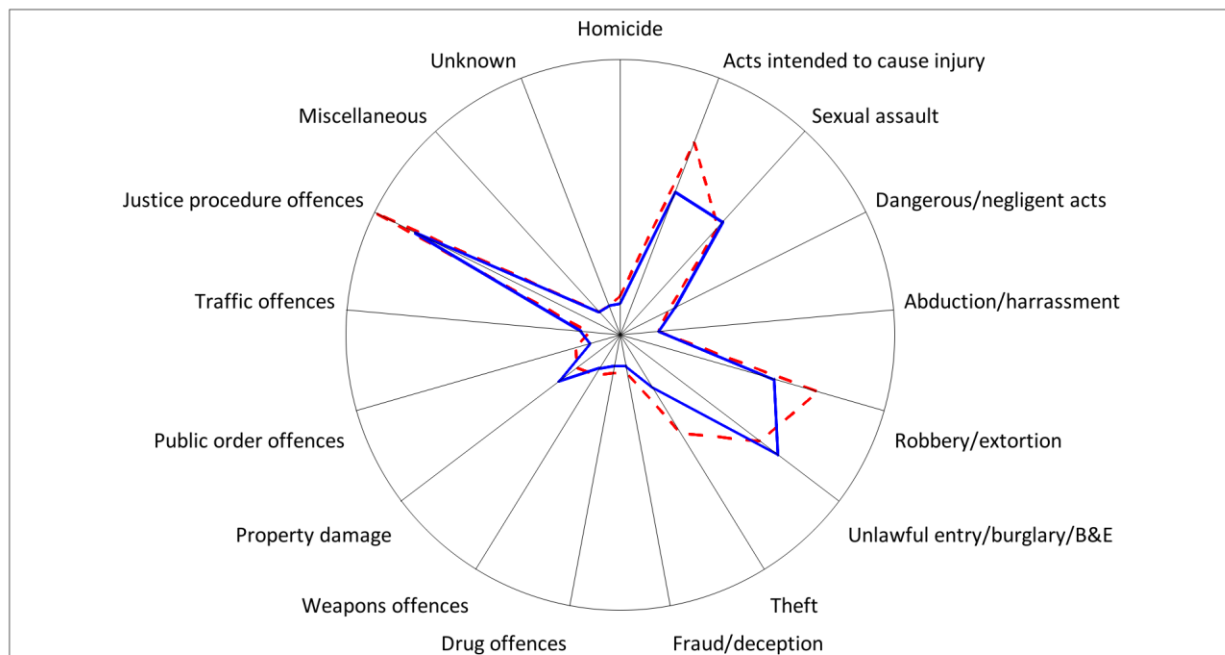 Homicide
Unknown
Acts intended to cause injury
Miscellaneous
Sexual assault
Justice procedure offences
Dangerous/negligent acts
Traffic offences
Abduction/harrassment
Public order offences
Robbery/extortion
Property damage
Unlawful entry/burglary/B&E
Weapons offences
Theft
Drug offences
Fraud/deception